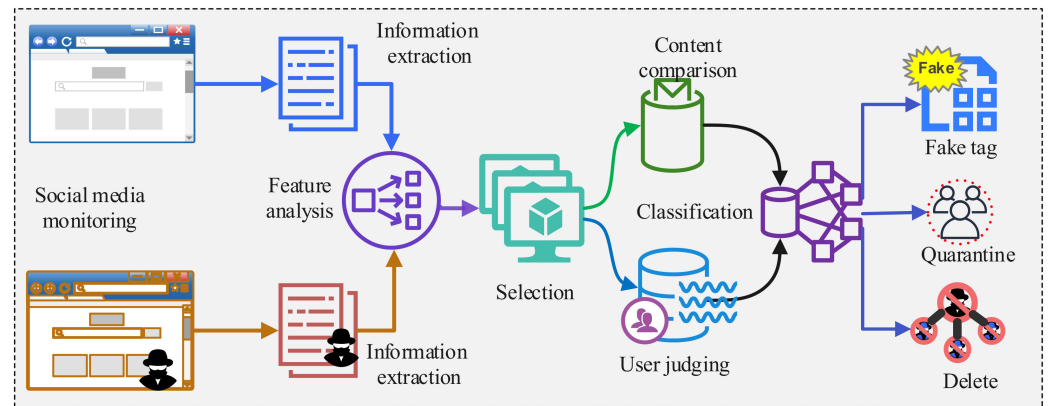 Information
extraction
Content
comparison
Fake
Fake tag
Social media
monitoring
Feature
analysis
Classification
Selection
Quarantine
Information
extraction
User judging
Delete